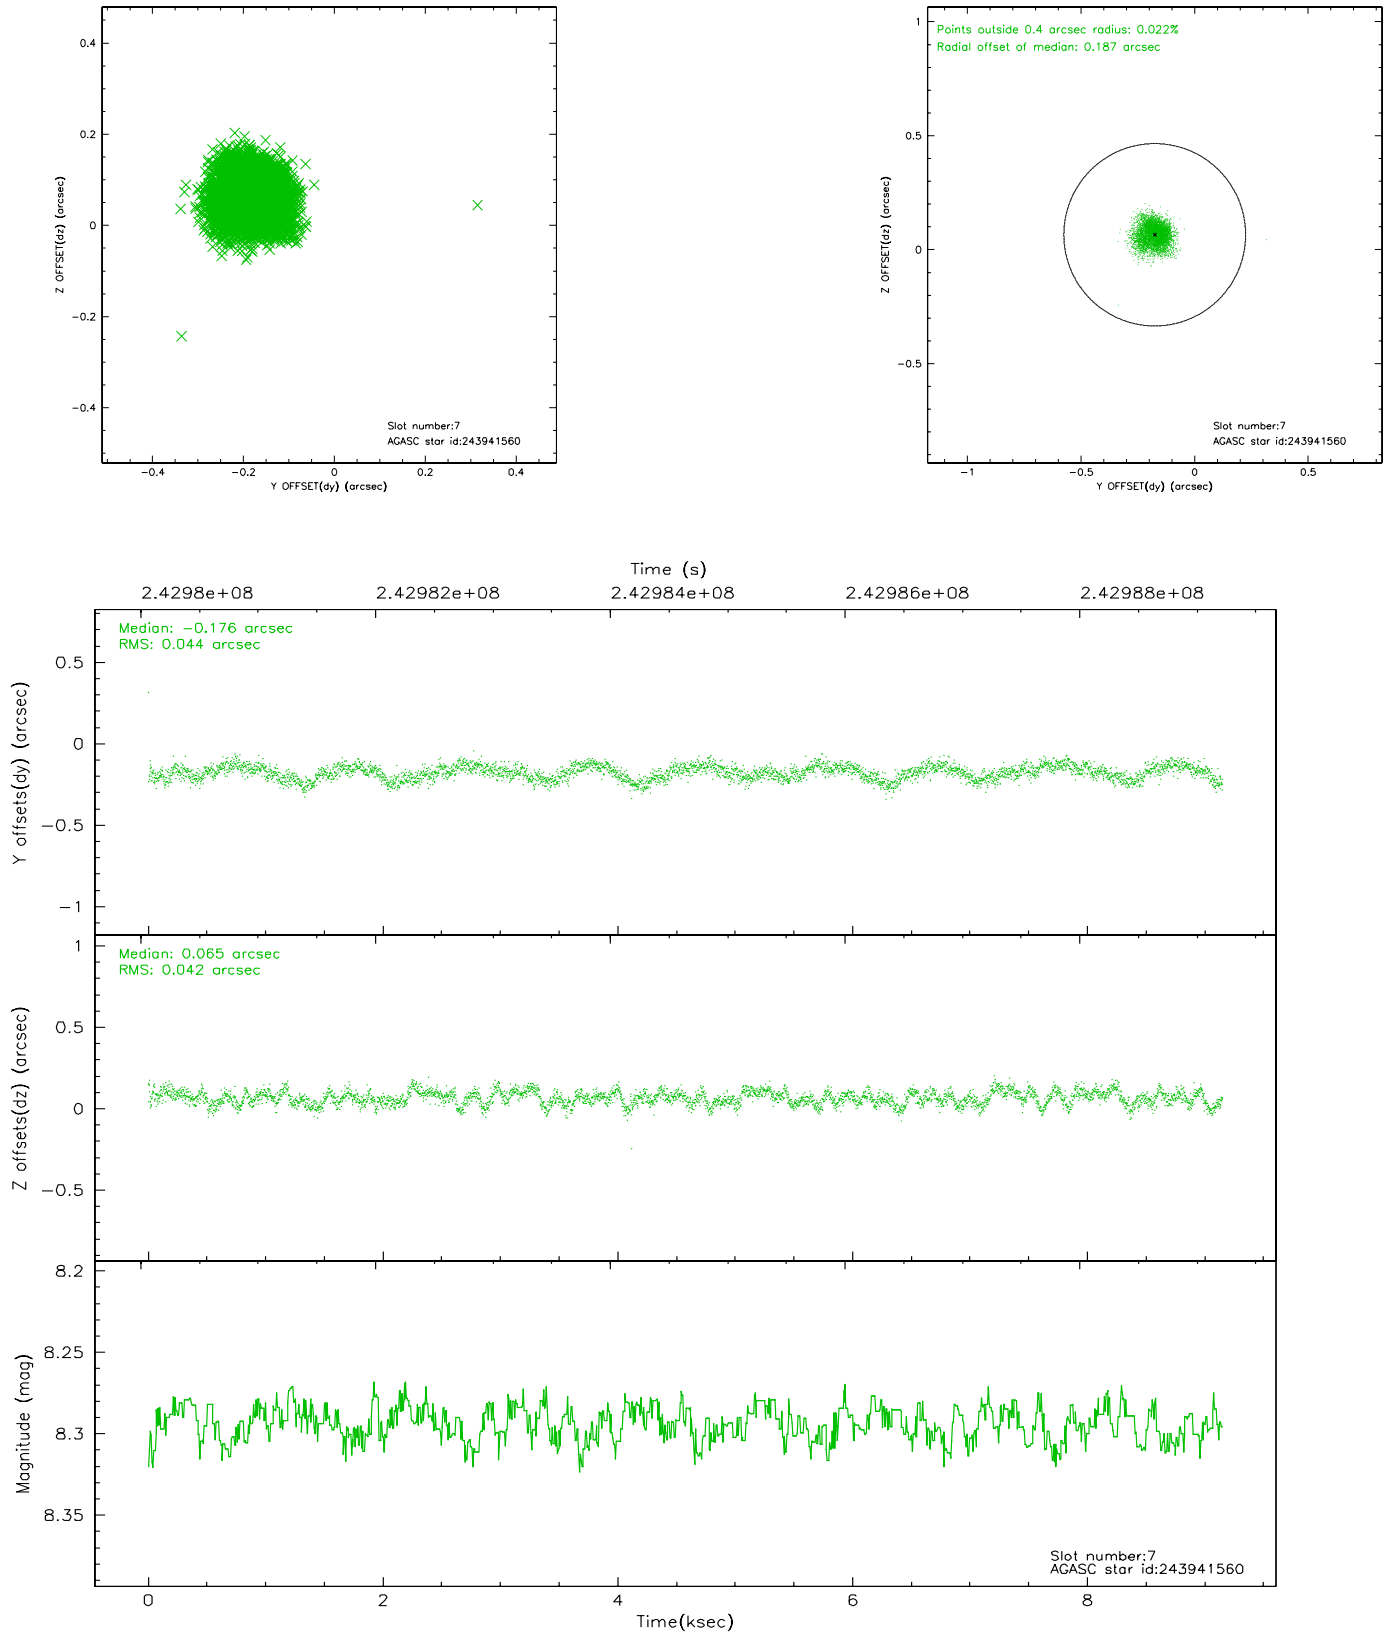 0.4
0.2
0
−0.2
−0.4
Z OFFSET(dz) (arcsec)
Slot number:7
AGASC star id:243941560
−0.4 −0.2 0 0.2 0.4
Y OFFSET(dy) (arcsec)
Points outside 0.4 arcsec radius: 0.022%
Radial offset of median: 0.187 arcsec
1
0.5
0
−0.5
Z OFFSET(dz) (arcsec)
Slot number:7
AGASC star id:243941560
−1 −0.5 0 0.5
Y OFFSET(dy) (arcsec)
Time (s)
2.4298e+08 2.42982e+08 2.42984e+08 2.42986e+08 2.42988e+08
Median: −0.176 arcsec
RMS: 0.044 arcsec
0.5
0
−0.5
−1
Y offsets(dy) (arcsec)
Median: 0.065 arcsec
RMS: 0.042 arcsec
1
0.5
0
−0.5
Z offsets(dz) (arcsec)
8.2
8.25
8.3
8.35
Magnitude (mag)
Slot number:7
AGASC star id:243941560
0 2 4 6 8
Time(ksec)